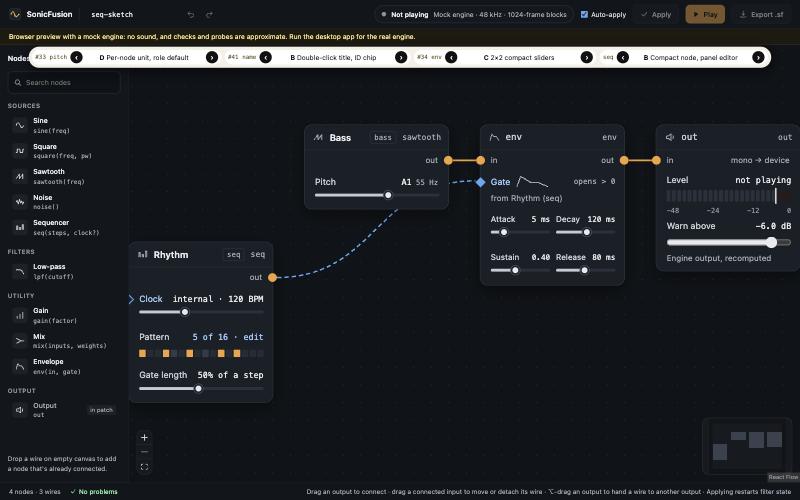 SonicFusion
seq-sketch
Not playing Mock engine · 48 kHz · 1024-frame blocks
Auto-apply
Apply
Play
Export .sf
Browser preview with a mock engine: no sound, and checks and probes are approximate. Run the desktop app for the real engine.
Nodes
#33 pitch ‹ D Per-node unit, role default ›
#41 name ‹ B Double-click title, ID chip ›
#34 env ‹ C 2×2 compact sliders ›
seq ‹ B Compact node, panel editor ›
Search nodes
SOURCES
Sine
sine(freq)
Square
square(freq, pw)
Sawtooth
sawtooth(freq)
Noise
noise()
Sequencer
seq(steps, clock?)
FILTERS
Low-pass
lpf(cutoff)
UTILITY
Gain
gain(factor)
Mix
mix(inputs, weights)
Envelope
env(in, gate)
OUTPUT
Output
out
in patch
Drop a wire on empty canvas to add
a node that's already connected.
Bass bass sawtooth
out
Pitch A1 55 Hz
Rhythm seq seq
out
Clock internal · 120 BPM
Pattern 5 of 16 · edit
Gate length 50% of a step
env env
in out
Gate opens > 0
from Rhythm (seq)
Attack 5 ms Decay 120 ms
Sustain 0.40 Release 80 ms
out out
in mono → device
Level not playing
−48 −24 −12 0
Warn above −6.0 dB
Engine output, recomputed
React Flow
4 nodes · 3 wires
✓ No problems
Drag an output to connect · drag a connected input to move or detach its wire · ⌥-drag an output to hand a wire to another output · Applying restarts filter state